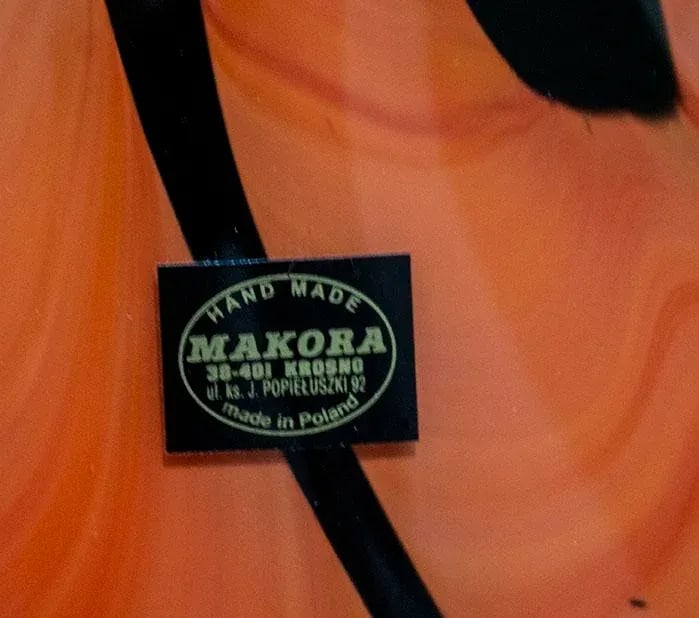 HAND MADE
MAKORA
38-401 KROSNO
ul. ks. J. POPIEŁUSZKI 92
made in Poland